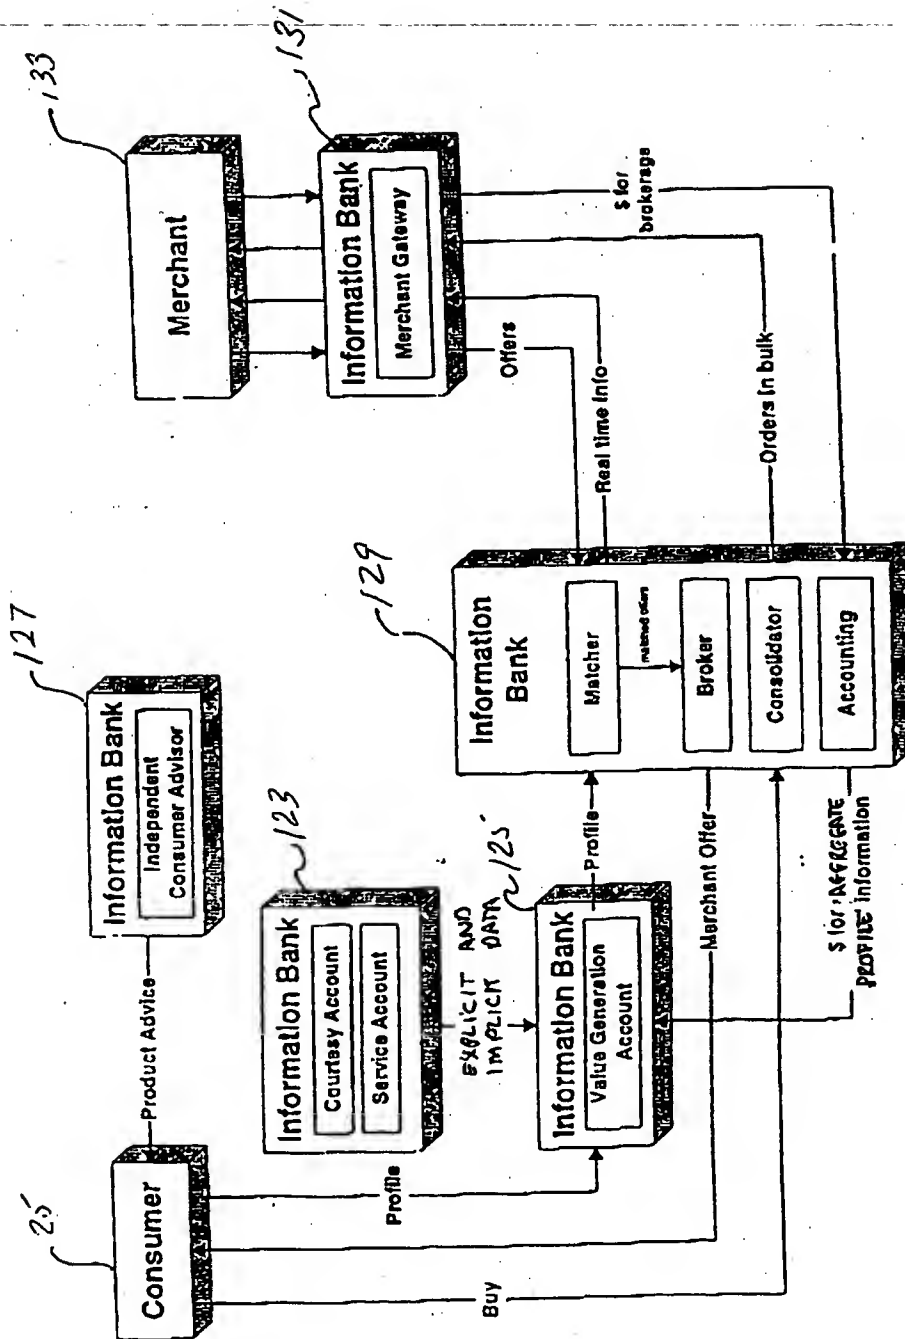 25
Consumer
Product Advice
127
Information Bank
Independent
Consumer Advisor
133
Merchant
131
Information Bank
Merchant Gateway
123
Information Bank
Courtesy Account
Service Account
EXPLICIT AND
IMPLICIT DATA
125
Information Bank
Value Generation
Account
Profile
Profile
Buy
Merchant Offer
$ for AGGREGATE
PROFILE information
129
Information
Bank
Matcher
matched offers
Broker
Consolidator
Accounting
Offers
Real time Info
Orders in bulk
$ for
brokerage